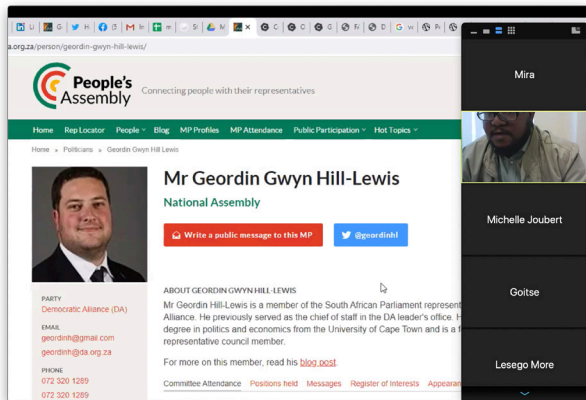 a.org.za/person/geordin-gwyn-hill-lewis/
People's
Assembly
Connecting people with their representatives
Home Rep Locator People Blog MP Profiles MP Attendance Public Participation Hot Topics
Home » Politicians » Geordin Gwyn Hill Lewis
Mr Geordin Gwyn Hill-Lewis
National Assembly
Write a public message to this MP
@geordinhl
ABOUT GEORDIN GWYN HILL-LEWIS
Mr Geordin Hill-Lewis is a member of the South African Parliament represent
Alliance. He previously served as the chief of staff in the DA leader's office. H
degree in politics and economics from the University of Cape Town and is a f
representative council member.
For more on this member, read his blog post.
Committee Attendance Positions held Messages Register of Interests Appearan
PARTY
Democratic Alliance (DA)
EMAIL
geordinh@gmail.com
geordinh@da.org.za
PHONE
072 320 1289
072 320 1289
Mira
Michelle Joubert
Goitse
Lesego More